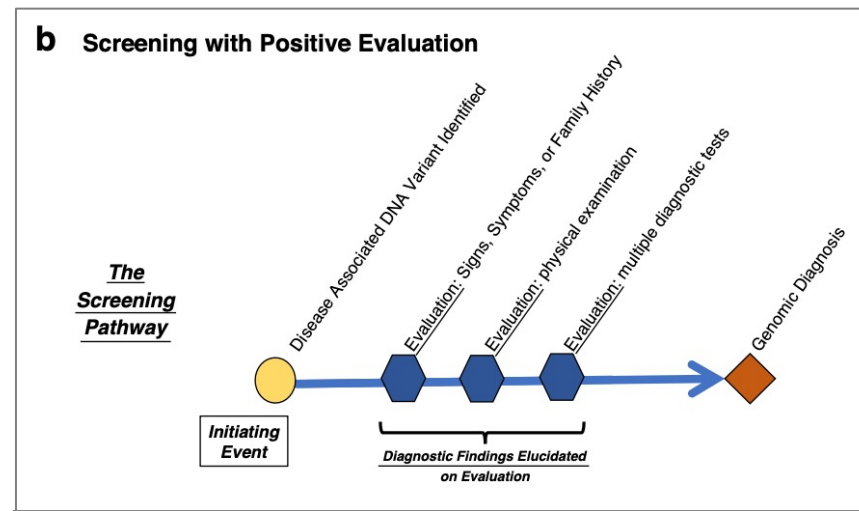 b Screening with Positive Evaluation
Disease Associated DNA Variant Identified
Evaluation: Signs, Symptoms, or Family History
Evaluation: physical examination
Evaluation: multiple diagnostic tests
Genomic Diagnosis
The
Screening
Pathway
Initiating
Event
Diagnostic Findings Elucidated
on Evaluation